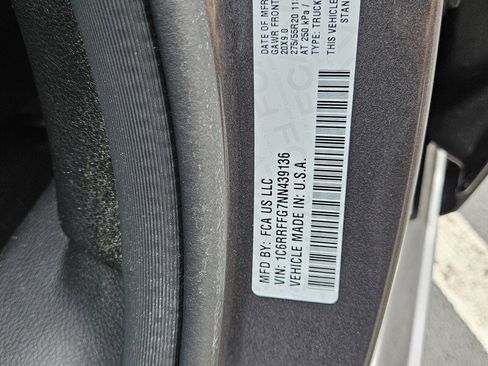 DATE OF MFR
GAWR FRONT
20X9.0
275/55R20 11
AT 250 kPa /
TYPE: TRUCK
THIS VEHICLE
STAN
MFD BY: FCA US LLC
VIN: 1C6RRFFG7NN439136
VEHICLE MADE IN: U.S.A.